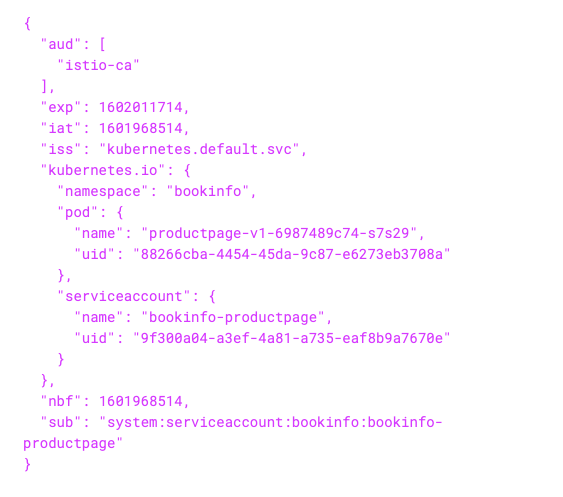 {
  "aud": [
    "istio-ca"
  ],
  "exp": 1602011714,
  "iat": 1601968514,
  "iss": "kubernetes.default.svc",
  "kubernetes.io": {
    "namespace": "bookinfo",
    "pod": {
      "name": "productpage-v1-6987489c74-s7s29",
      "uid": "88266cba-4454-45da-9c87-e6273eb3708a"
    },
    "serviceaccount": {
      "name": "bookinfo-productpage",
      "uid": "9f300a04-a3ef-4a81-a735-eaf8b9a7670e"
    }
  },
  "nbf": 1601968514,
  "sub": "system:serviceaccount:bookinfo:bookinfo-
productpage"
}